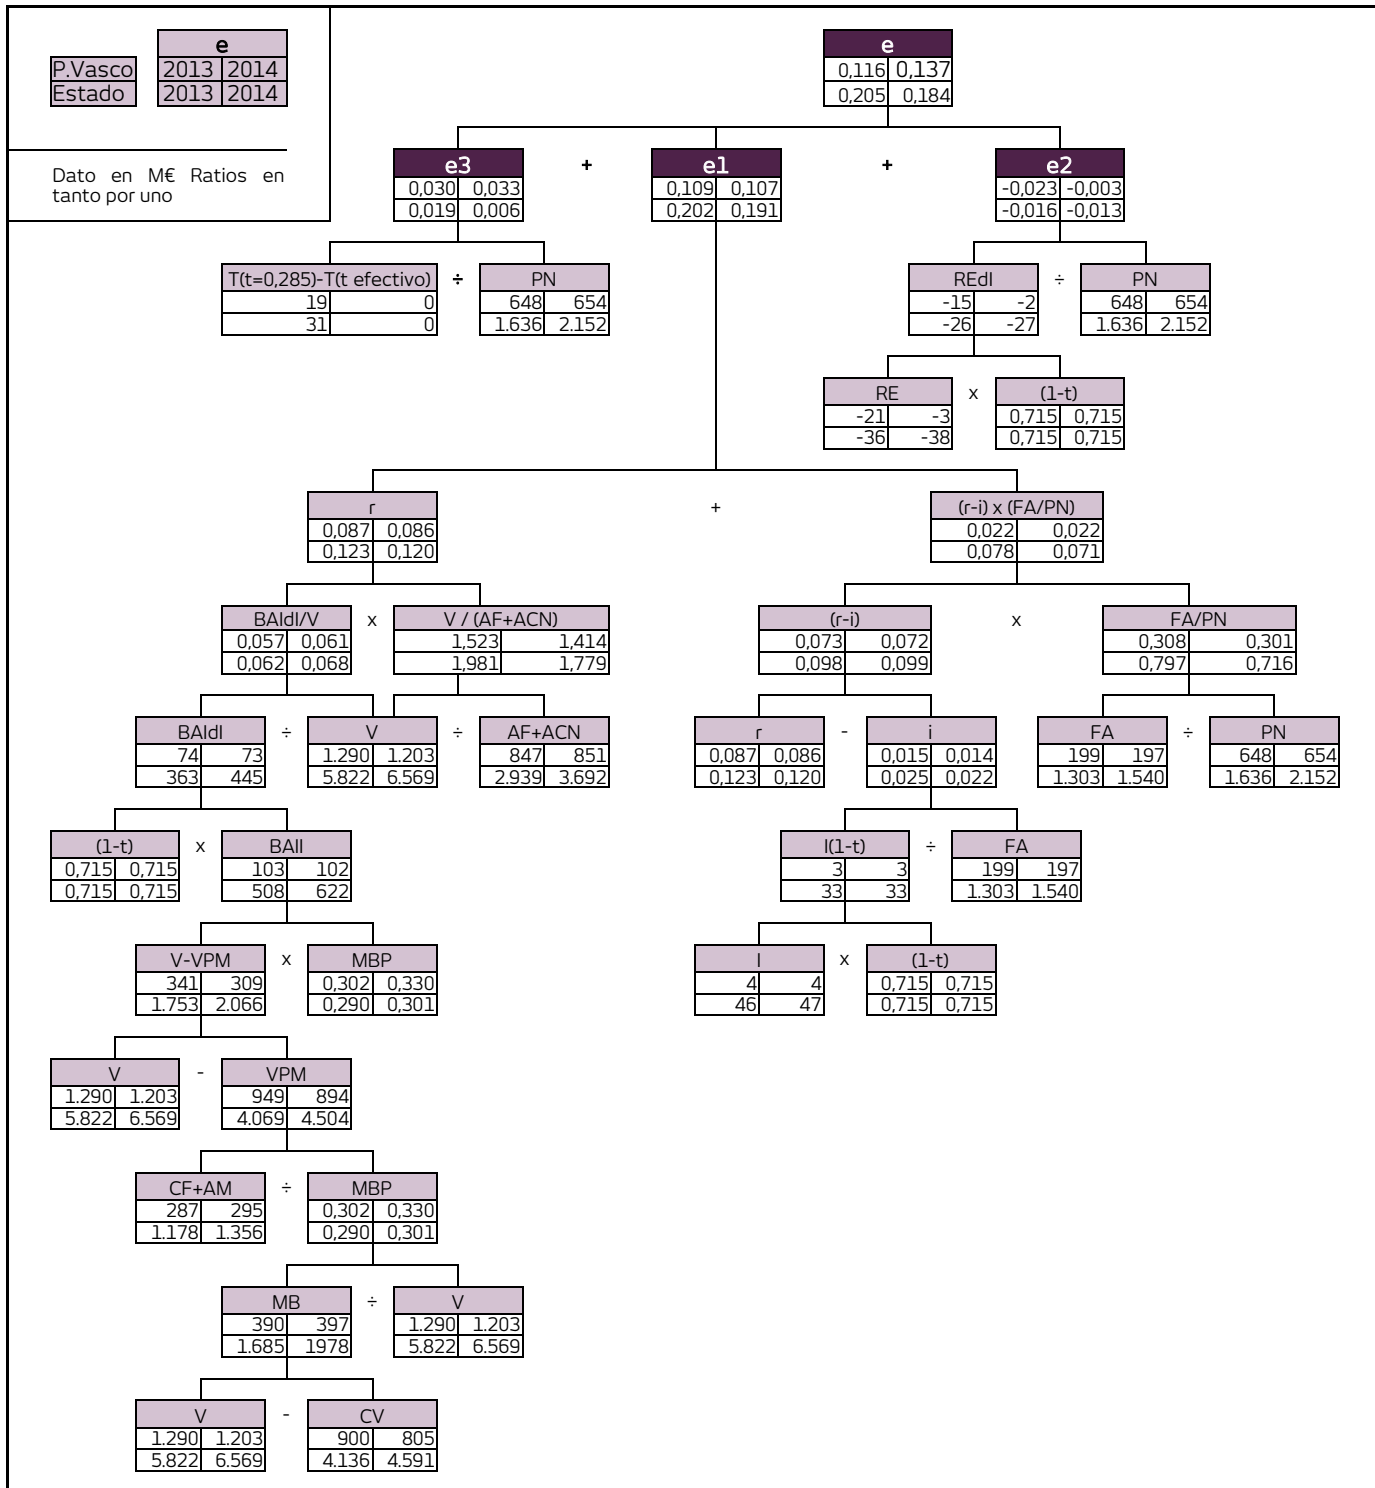 e
P.Vasco 2013 2014
Estado 2013 2014
Dato en M€ Ratios en
tanto por uno
e
0,116 0,137
0,205 0,184
e3 + e1 + e2
0,030 0,033 0,109 0,107 -0,023 -0,003
0,019 0,006 0,202 0,191 -0,016 -0,013
T(t=0,285)-T(t efectivo) ÷ PN REdI ÷ PN
19 0 648 654 -15 -2 648 654
31 0 1.636 2.152 -26 -27 1.636 2.152
RE x (1-t)
-21 -3 0,715 0,715
-36 -38 0,715 0,715
r + (r-i) x (FA/PN)
0,087 0,086 0,022 0,022
0,123 0,120 0,078 0,071
BAIdI/V x V / (AF+ACN) (r-i) x FA/PN
0,057 0,061 1,523 1,414 0,073 0,072 0,308 0,301
0,062 0,068 1,981 1,779 0,098 0,099 0,797 0,716
BAIdI ÷ V ÷ AF+ACN r - i FA ÷ PN
74 73 1.290 1.203 847 851 0,087 0,086 0,015 0,014 199 197 648 654
363 445 5.822 6.569 2.939 3.692 0,123 0,120 0,025 0,022 1.303 1.540 1.636 2.152
(1-t) x BAII I(1-t) ÷ FA
0,715 0,715 103 102 3 3 199 197
0,715 0,715 508 622 33 33 1.303 1.540
V-VPM x MBP I x (1-t)
341 309 0,302 0,330 4 4 0,715 0,715
1.753 2.066 0,290 0,301 46 47 0,715 0,715
V - VPM
1.290 1.203 949 894
5.822 6.569 4.069 4.504
CF+AM ÷ MBP
287 295 0,302 0,330
1.178 1.356 0,290 0,301
MB ÷ V
390 397 1.290 1.203
1.685 1978 5.822 6.569
V - CV
1.290 1.203 900 805
5.822 6.569 4.136 4.591